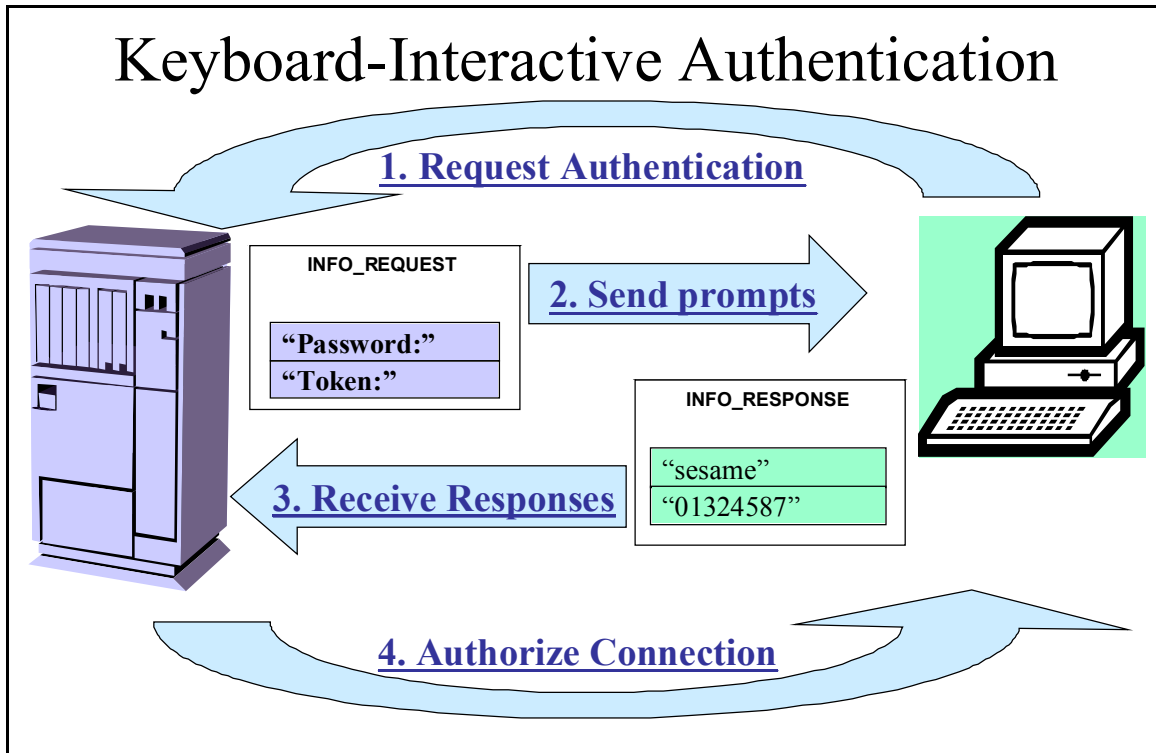 Keyboard-Interactive Authentication
1. Request Authentication
INFO_REQUEST
“Password:”
“Token:”
2. Send prompts
INFO_RESPONSE
“sesame”
“01324587”
3. Receive Responses
4. Authorize Connection